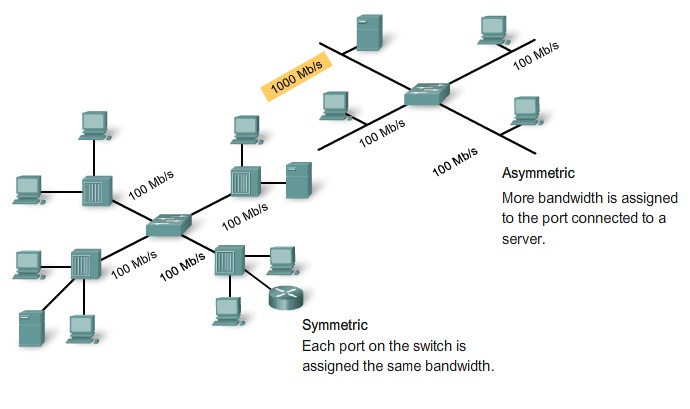 1000 Mb/s
100 Mb/s
100 Mb/s
100 Mb/s
Asymmetric
More bandwidth is assigned
to the port connected to a
server.
100 Mb/s
100 Mb/s
100 Mb/s
100 Mb/s
Symmetric
Each port on the switch is
assigned the same bandwidth.